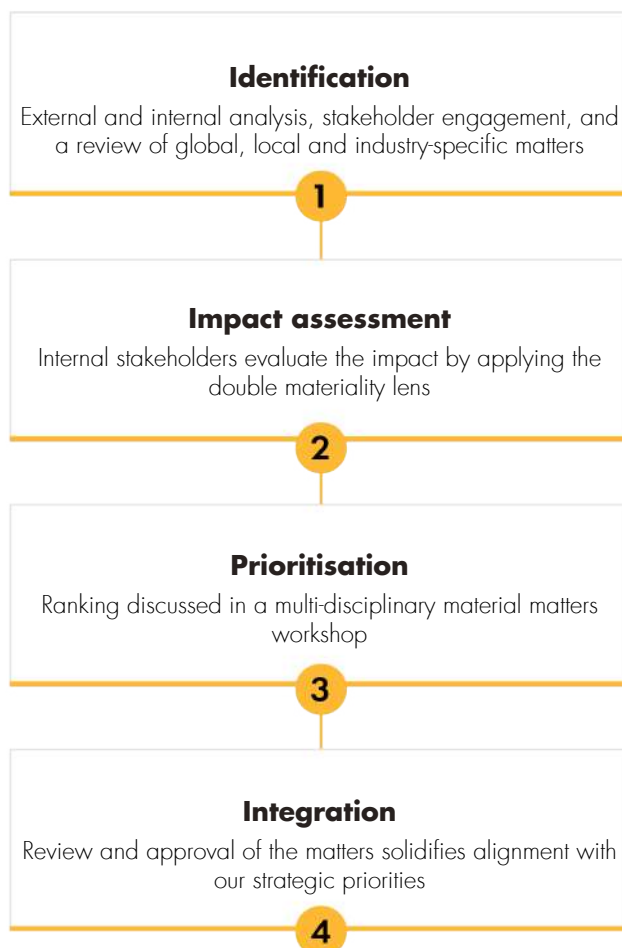 Identification
External and internal analysis, stakeholder engagement, and
a review of global, local and industry-specific matters
1
Impact assessment
Internal stakeholders evaluate the impact by applying the
double materiality lens
2
Prioritisation
Ranking discussed in a multi-disciplinary material matters
workshop
3
Integration
Review and approval of the matters solidifies alignment with
our strategic priorities
4